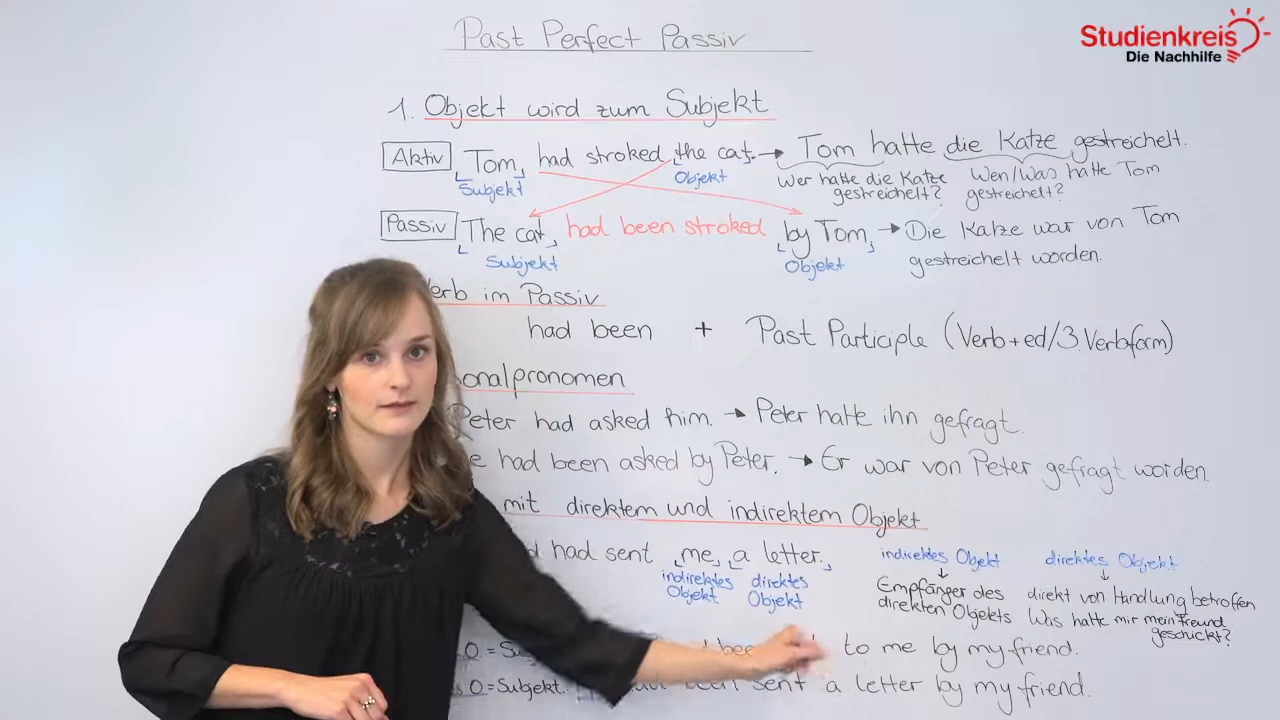 Past Perfect Passiv
Studienkreis
Die Nachhilfe
1. Objekt wird zum Subjekt
Aktiv Tom had stroked the cat. → Tom hatte die Katze gestreichelt.
Subjekt Objekt Wer hatte die Katze gestreichelt? Wen/Was hatte Tom gestreichelt?
Passiv The cat had been stroked by Tom → Die Katze war von Tom
Subjekt Objekt gestreichelt worden.
im Passiv
had been + Past Participle (Verb+ed/3.Verbform)
Peter had asked him. → Peter hatte ihn gefragt.
had been asked by Peter. → Er war von Peter gefragt worden.
mit direktem und indirektem Objekt
had sent me a letter. indirektes Objekt direktes Objekt
indirektes Objekt direktes Objekt Empfänger des direkten Objekts direkt von Handlung betroffen
Was hatte mir mein Freund geschickt?
to me by my friend.
=Subjekt. been sent a letter by my friend.